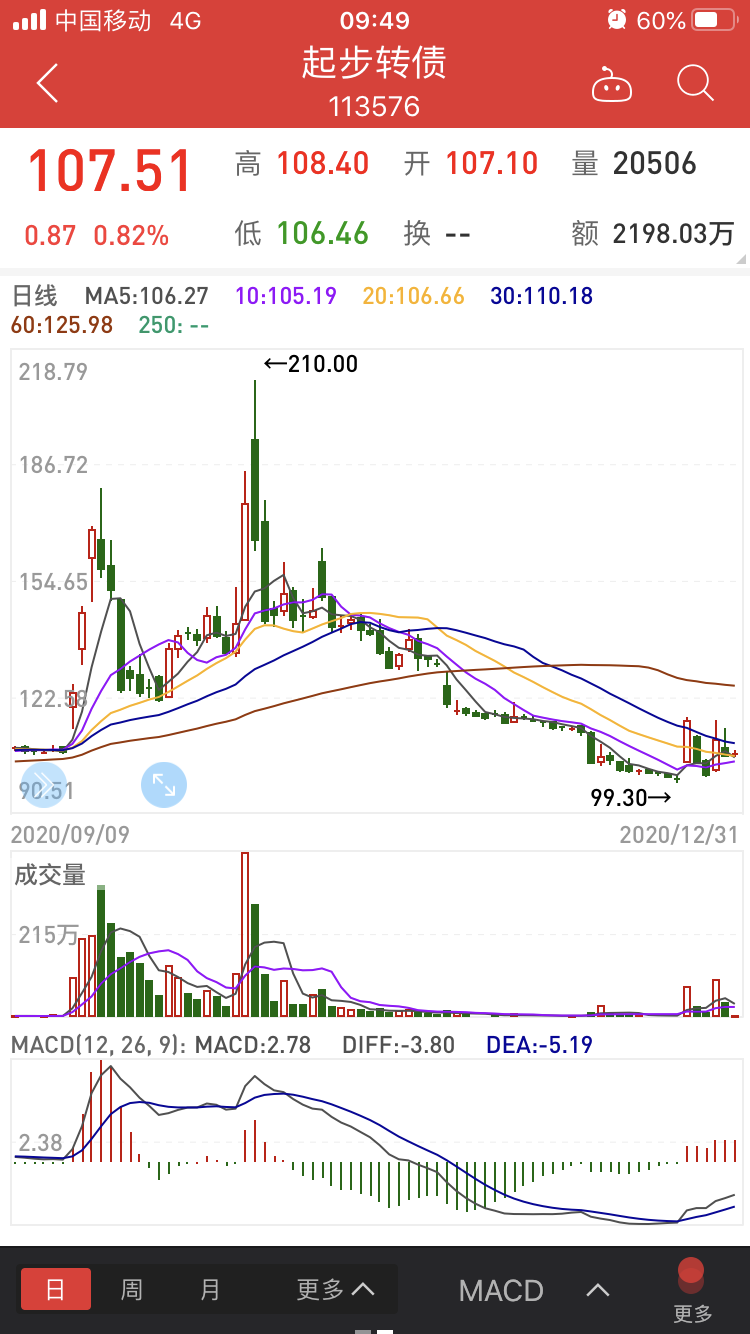 中国移动 4G 09:49 60%
起步转债
113576
107.51 高 108.40 开 107.10 量 20506
0.87 0.82% 低 106.46 换 -- 额 2198.03万
日线 MA5:106.27 10:105.19 20:106.66 30:110.18
60:125.98 250: --
←210.00
218.79
186.72
154.65
122.58
90.51
99.30→
2020/09/09 2020/12/31
成交量
215万
MACD(12, 26, 9): MACD:2.78 DIFF:-3.80 DEA:-5.19
2.38
日 周 月 更多 MACD 更多